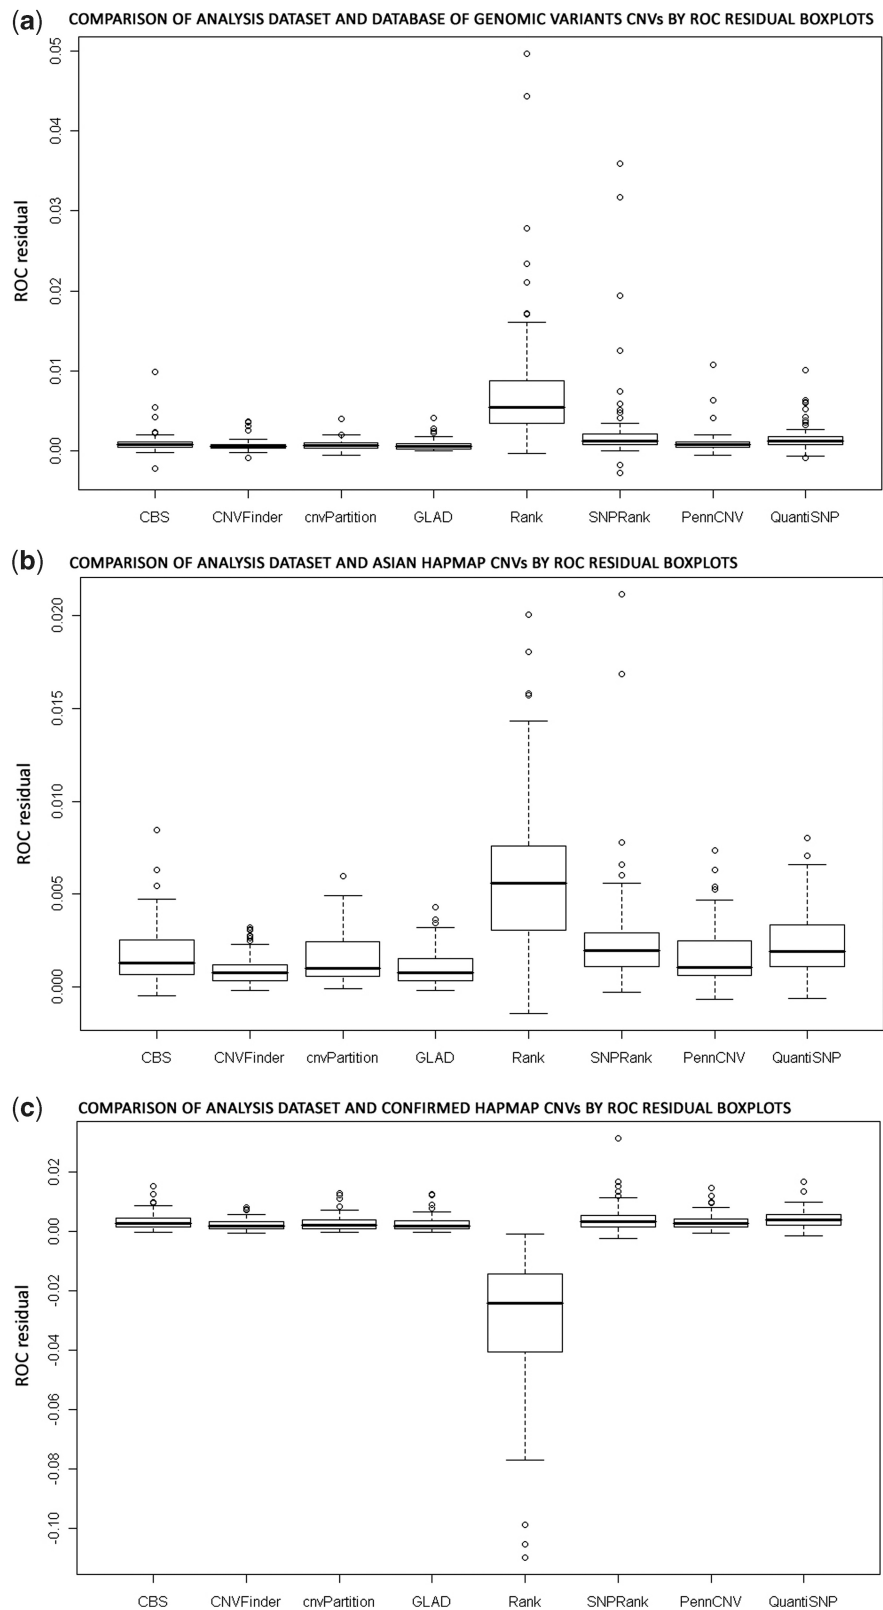 (a) COMPARISON OF ANALYSIS DATASET AND DATABASE OF GENOMIC VARIANTS CNVs BY ROC RESIDUAL BOXPLOTS
ROC residual
0.05
0.04
0.03
0.02
0.01
0.00
CBS CNVFinder cnvPartition GLAD Rank SNPRank PennCNV QuantiSNP
(b) COMPARISON OF ANALYSIS DATASET AND ASIAN HAPMAP CNVs BY ROC RESIDUAL BOXPLOTS
ROC residual
0.020
0.015
0.010
0.005
0.000
CBS CNVFinder cnvPartition GLAD Rank SNPRank PennCNV QuantiSNP
(c) COMPARISON OF ANALYSIS DATASET AND CONFIRMED HAPMAP CNVs BY ROC RESIDUAL BOXPLOTS
ROC residual
0.02
0.00
-0.02
-0.04
-0.06
-0.08
-0.10
CBS CNVFinder cnvPartition GLAD Rank SNPRank PennCNV QuantiSNP